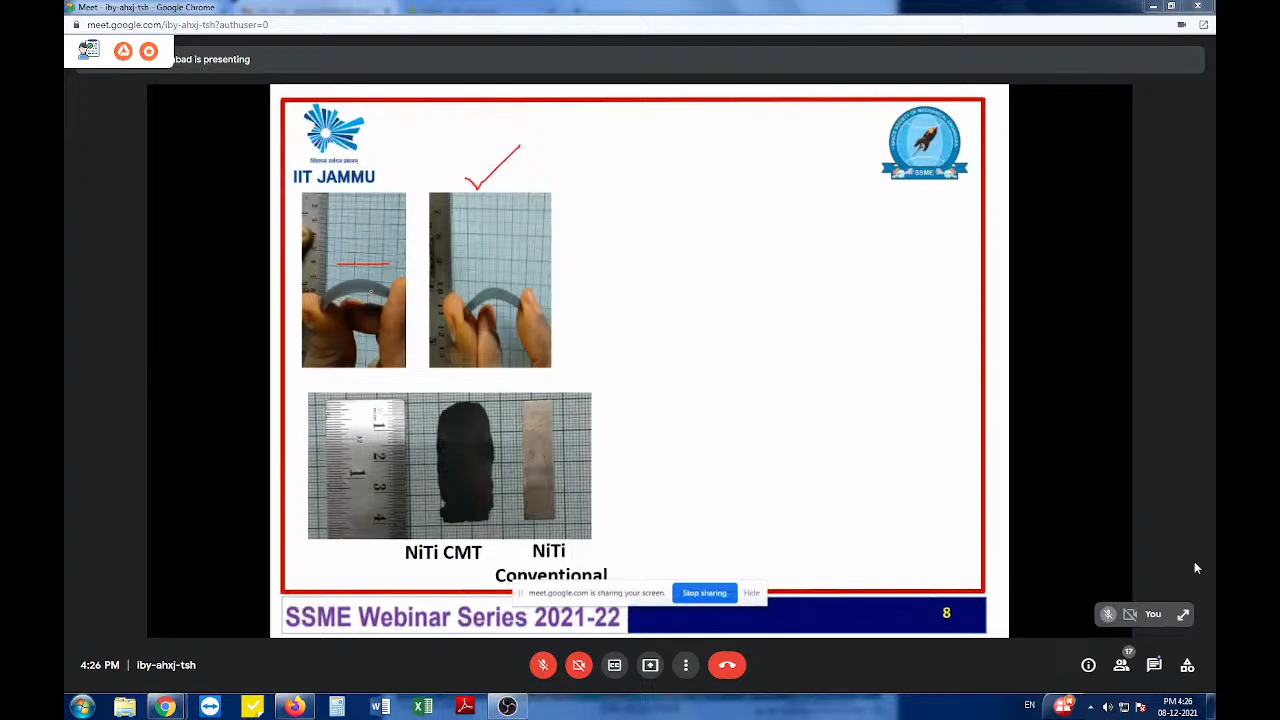 Meet - iby-ahxj-tsh - Google Chrome
meet.google.com/iby-ahxj-tsh?authuser=0
bad is presenting
IIT JAMMU
SSME
NiTi CMT
NiTi
Conventional
meet.google.com is sharing your screen.
Stop sharing
Hide
SSME Webinar Series 2021-22
8
You
4:26 PM | iby-ahxj-tsh
17
EN
PM 4:26
08-12-2021